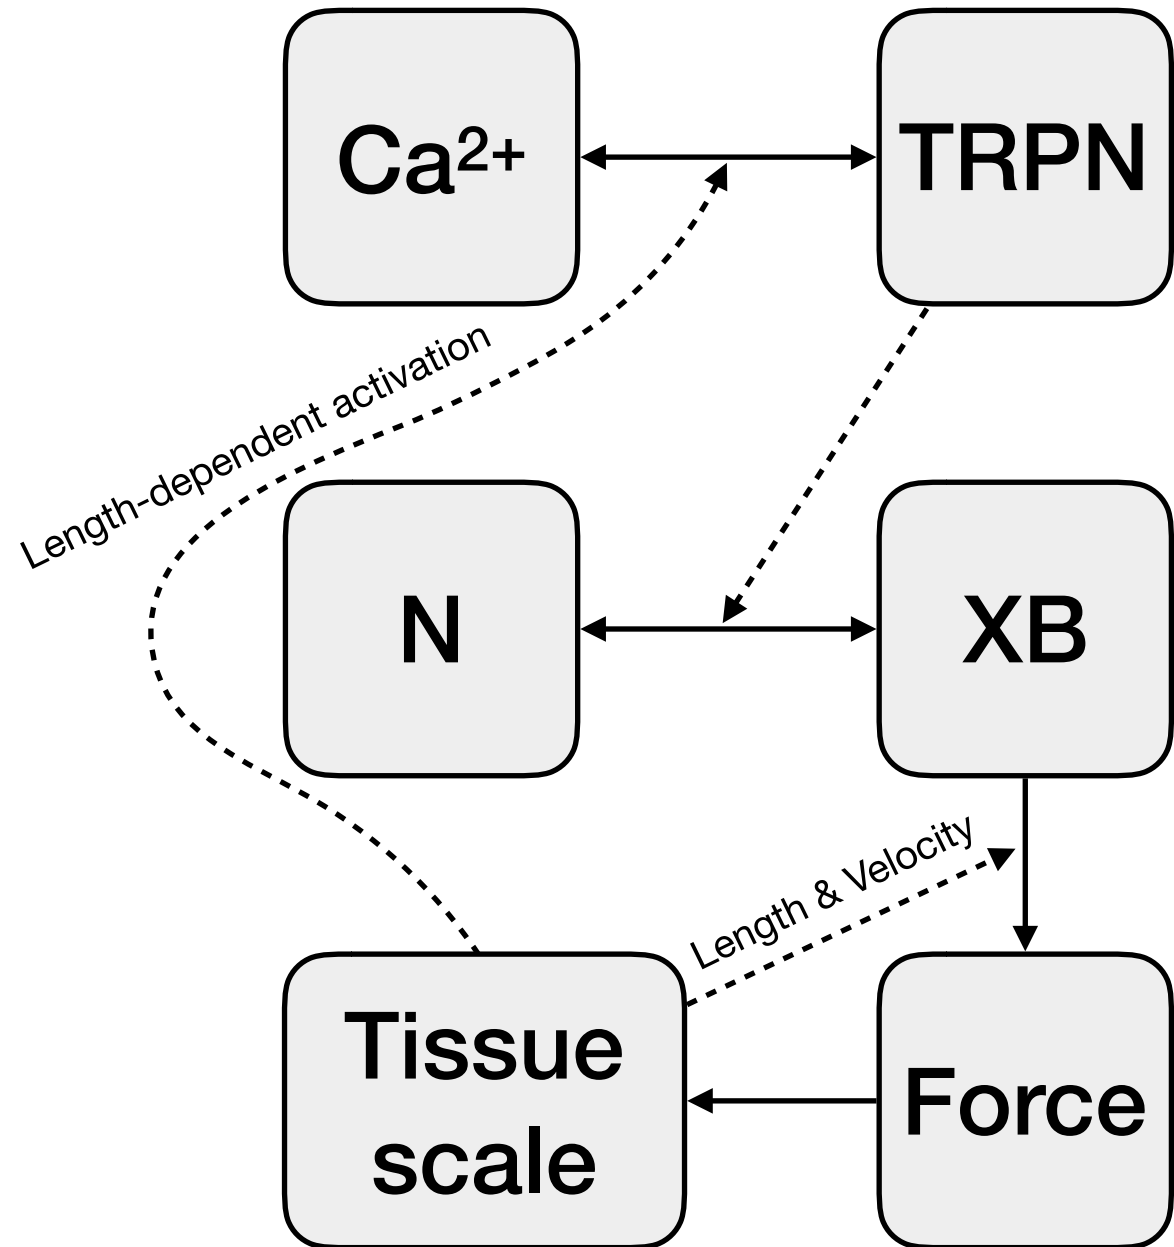 Ca²⁺
TRPN
Length-dependent activation
N
XB
Length & Velocity
Tissue
scale
Force